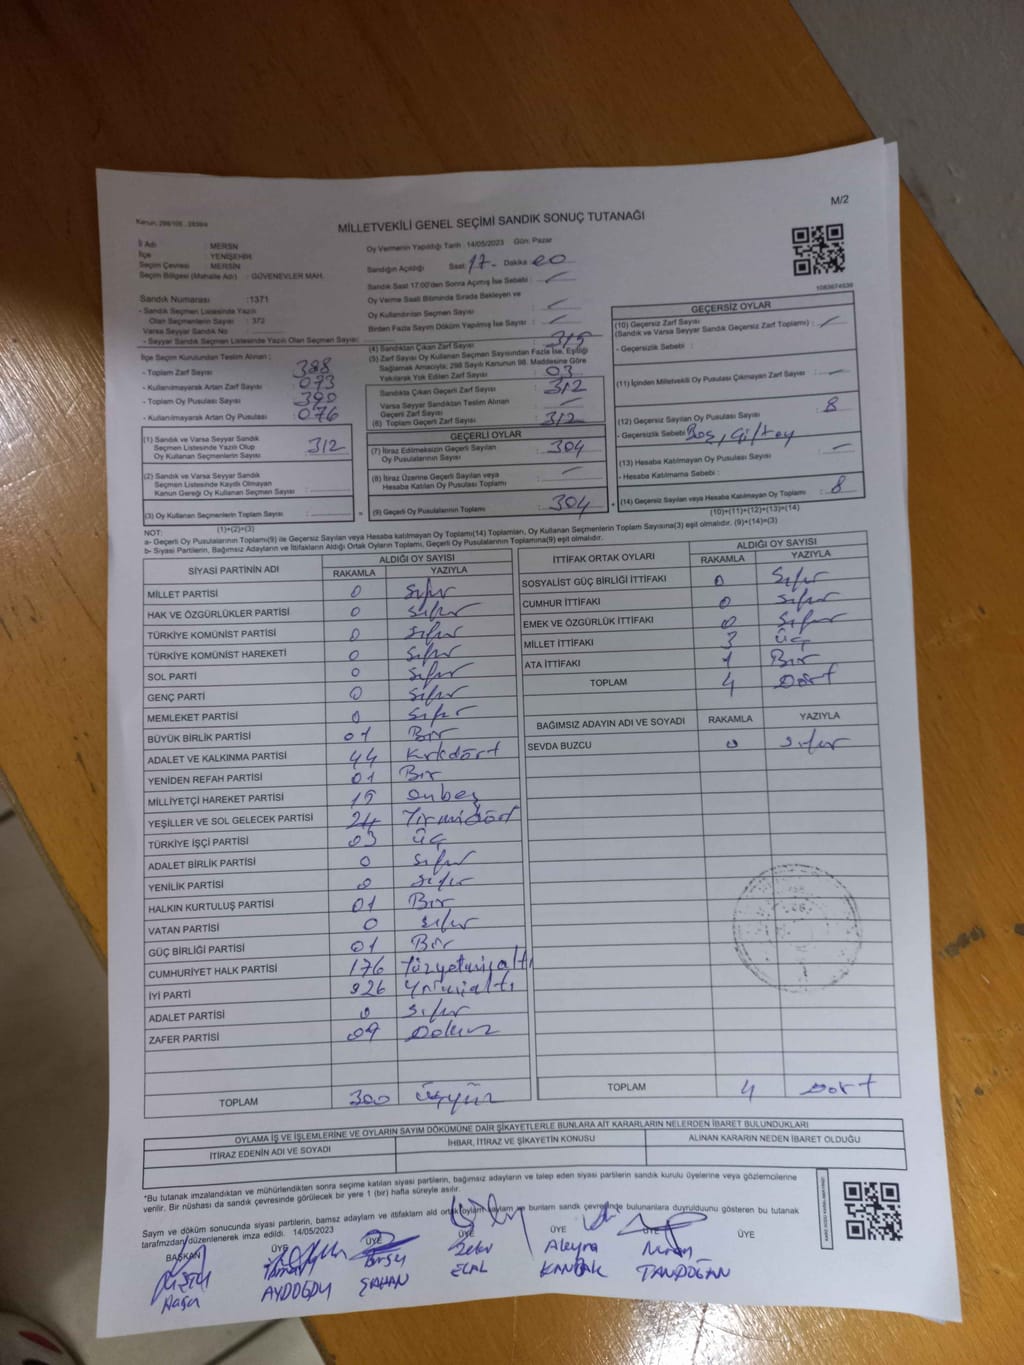 M/2
Kanun: 298/105 , 2839/4
MİLLETVEKİLİ GENEL SEÇİMİ SANDIK SONUÇ TUTANAĞI
İl Adı : MERSİN
İlçe : YENİŞEHİR
Seçim Çevresi : MERSİN
Seçim Bölgesi (Mahalle Adı) : GÜVENEVLER MAH.
Oy Vermenin Yapıldığı Tarih : 14/05/2023 Gün: Pazar
Sandığın Açıldığı Saat: 17- Dakika 00
Sandık Saat 17:00'den Sonra Açılmış İse Sebebi :
Oy Verme Saati Bitiminde Sırada Bekleyen ve
Oy Kullandırılan Seçmen Sayısı :
Birden Fazla Sayım Döküm Yapılmış İse Sayısı :
1083674536
Sandık Numarası :1371
- Sandık Seçmen Listesinde Yazılı
Olan Seçmenlerin Sayısı : 372
Varsa Seyyar Sandık No :
- Seyyar Sandık Seçmen Listesinde Yazılı Olan Seçmen Sayısı:
İlçe Seçim Kurulundan Teslim Alınan ;
- Toplam Zarf Sayısı : 388
- Kullanılmayarak Artan Zarf Sayısı : 073
- Toplam Oy Pusulası : 390
- Kullanılmayarak Artan Oy Pusulası : 076
(1) Sandık ve Varsa Seyyar Sandık
Seçmen Listesinde Yazılı Olup
Oy Kullanan Seçmenlerin Sayısı : 312
(2) Sandık ve Varsa Seyyar Sandık
Seçmen Listesinde Kayıtlı Olmayan
Kanun Gereği Oy Kullanan Seçmen Sayısı :
(3) Oy Kullanan Seçmenlerin Toplam Sayısı :
(1)+(2)=(3)
(4) Sandıktan Çıkan Zarf Sayısı : 315
(5) Zarf Sayısı Oy Kullanan Seçmen Sayısından Fazla İse, Eşitliği
Sağlamak Amacıyla; 298 Sayılı Kanunun 98. Maddesine Göre
Yakılarak Yok Edilen Zarf Sayısı : 03
Sandıkta Çıkan Geçerli Zarf Sayısı : 312
Varsa Seyyar Sandıktan Teslim Alınan
Geçerli Zarf Sayısı :
(6) Toplam Geçerli Zarf Sayısı : 312
GEÇERLİ OYLAR
(7) İtiraz Edilmeksizin Geçerli Sayılan
Oy Pusulalarının Sayısı : 304
(8) İtiraz Üzerine Geçerli Sayılan veya
Hesaba Katılan Oy Pusulası Toplamı :
(9) Geçerli Oy Pusulalarının Toplamı : 304
GEÇERSİZ OYLAR
(10) Geçersiz Zarf Sayısı
(Sandık ve Varsa Seyyar Sandık Geçersiz Zarf Toplamı) :
- Geçersizlik Sebebi :
(11) İçinden Milletvekili Oy Pusulası Çıkmayan Zarf Sayısı :
(12) Geçersiz Sayılan Oy Pusulası Sayısı : 8
- Geçersizlik Sebebi : Boş, Çift oy
(13) Hesaba Katılmayan Oy Pusulası Sayısı :
- Hesaba Katılmama Sebebi :
(14) Geçersiz Sayılan veya Hesaba Katılmayan Oy Toplamı : 8
(10)+(11)+(12)+(13)=(14)
NOT:
a- Geçerli Oy Pusulalarının Toplamı(9) ile Geçersiz Sayılan veya Hesaba Katılmayan Oy Toplamı(14) Toplamları, Oy Kullanan Seçmenlerin Toplam Sayısına(3) eşit olmalıdır. (9)+(14)=(3)
b- Siyasi Partilerin, Bağımsız Adayların ve İttifakların Aldığı Ortak Oyların Toplamı, Geçerli Oy Pusulalarının Toplamına(9) eşit olmalıdır.
SİYASİ PARTİNİN ADI ALDIĞI OY SAYISI
RAKAMLA YAZIYLA
MİLLET PARTİSİ 0 Sıfır
HAK VE ÖZGÜRLÜKLER PARTİSİ 0 Sıfır
TÜRKİYE KOMÜNİST PARTİSİ 0 Sıfır
TÜRKİYE KOMÜNİST HAREKETİ 0 Sıfır
SOL PARTİ 0 Sıfır
GENÇ PARTİ 0 Sıfır
MEMLEKET PARTİSİ 0 Sıfır
BÜYÜK BİRLİK PARTİSİ 01 Bir
ADALET VE KALKINMA PARTİSİ 44 Kırkdört
YENİDEN REFAH PARTİSİ 01 Bir
MİLLİYETÇİ HAREKET PARTİSİ 15 Onbeş
YEŞİLLER VE SOL GELECEK PARTİSİ 24 Yirmidört
TÜRKİYE İŞÇİ PARTİSİ 03 Üç
ADALET BİRLİK PARTİSİ 0 Sıfır
YENİLİK PARTİSİ 0 Sıfır
HALKIN KURTULUŞ PARTİSİ 01 Bir
VATAN PARTİSİ 0 Sıfır
GÜÇ BİRLİĞİ PARTİSİ 01 Bir
CUMHURİYET HALK PARTİSİ 176 Yüzyetmişaltı
İYİ PARTİ 026 Yirmialtı
ADALET PARTİSİ 0 Sıfır
ZAFER PARTİSİ 09 Dokuz
TOPLAM 300 Üçyüz
İTTİFAK ORTAK OYLARI ALDIĞI OY SAYISI
RAKAMLA YAZIYLA
SOSYALİST GÜÇ BİRLİĞİ İTTİFAKI 0 Sıfır
CUMHUR İTTİFAKI 0 Sıfır
EMEK VE ÖZGÜRLÜK İTTİFAKI 0 Sıfır
MİLLET İTTİFAKI 3 Üç
ATA İTTİFAKI 1 Bir
TOPLAM 4 Dört
BAĞIMSIZ ADAYIN ADI VE SOYADI RAKAMLA YAZIYLA
SEVDA BUZCU 0 Sıfır
TOPLAM 4 Dört
OYLAMA İŞ VE İŞLEMLERİNE VE OYLARIN SAYIM DÖKÜMÜNE DAİR ŞİKAYETLERLE BUNLARA AİT KARARLARIN NELERDEN İBARET BULUNDUKLARI
İTİRAZ EDENİN ADI VE SOYADI İHBAR, İTİRAZ VE ŞİKAYETİN KONUSU ALINAN KARARIN NEDEN İBARET OLDUĞU
*Bu tutanak imzalandıktan ve mühürlendikten sonra seçime katılan siyasi partilerin, bağımsız adayların ve talep eden siyasi partilerin sandık kurulu üyelerine veya gözlemcilerine
verilir. Bir nüshası da sandık çevresinde görülecek bir yere 1 (bir) hafta süreyle asılır.
Sayım ve döküm sonucunda siyasi partilerin, bağımsız adayların ve ittifakların aldığı ortak oyların
tarafımızdan düzenlenerek imza edildi. 14/05/2023
BAŞKAN ÜYE ÜYE ÜYE ÜYE ÜYE
AYDOĞDU ŞAHAN Aleyna TANDOĞAN